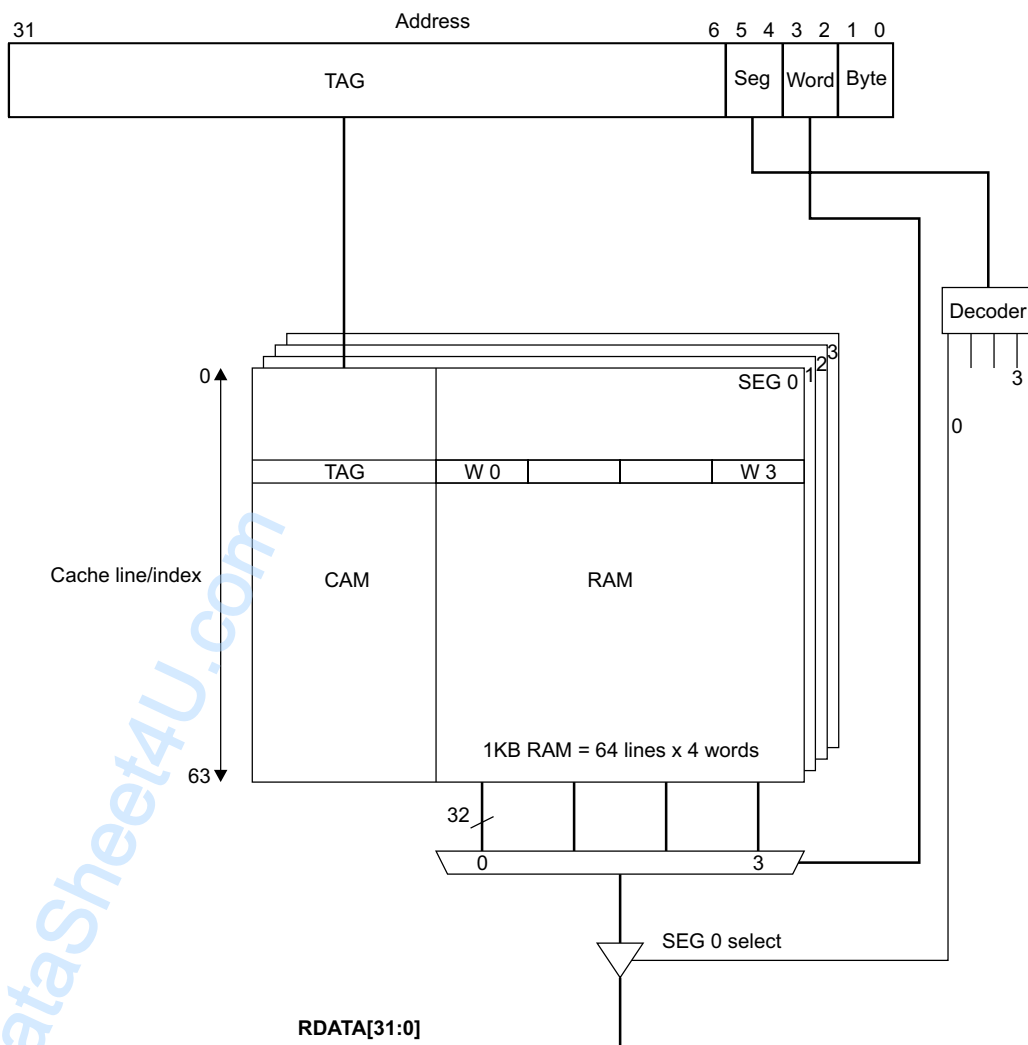 Address
31 6 5 4 3 2 1 0
TAG Seg Word Byte
Decoder
0 3
0
3
2
1
SEG 0
TAG W 0 W 3
Cache line/index
CAM RAM
1KB RAM = 64 lines x 4 words
63
32
0 3
SEG 0 select
RDATA[31:0]
ataSheet4U.com